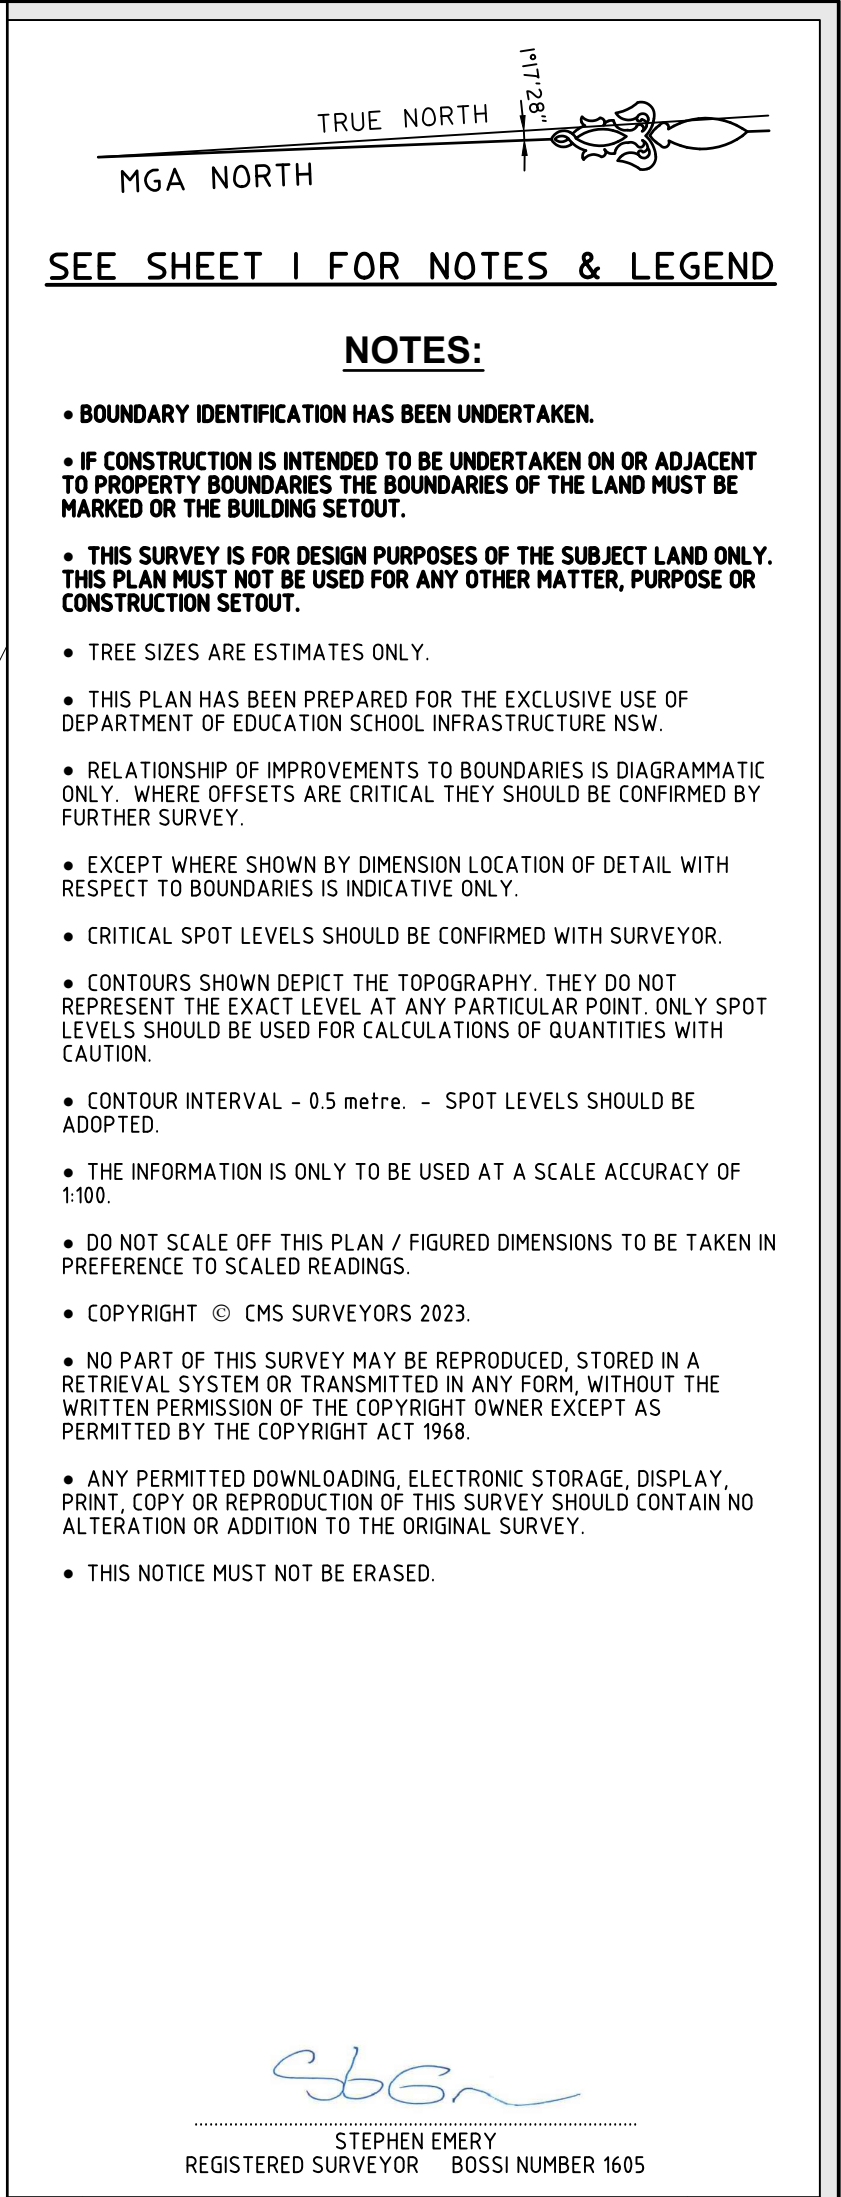 1°17'28"
TRUE NORTH
MGA NORTH
SEE SHEET 1 FOR NOTES & LEGEND
NOTES:
• BOUNDARY IDENTIFICATION HAS BEEN UNDERTAKEN.
• IF CONSTRUCTION IS INTENDED TO BE UNDERTAKEN ON OR ADJACENT
TO PROPERTY BOUNDARIES THE BOUNDARIES OF THE LAND MUST BE
MARKED OR THE BUILDING SETOUT.
• THIS SURVEY IS FOR DESIGN PURPOSES OF THE SUBJECT LAND ONLY.
THIS PLAN MUST NOT BE USED FOR ANY OTHER MATTER, PURPOSE OR
CONSTRUCTION SETOUT.
• TREE SIZES ARE ESTIMATES ONLY.
• THIS PLAN HAS BEEN PREPARED FOR THE EXCLUSIVE USE OF
DEPARTMENT OF EDUCATION SCHOOL INFRASTRUCTURE NSW.
• RELATIONSHIP OF IMPROVEMENTS TO BOUNDARIES IS DIAGRAMMATIC
ONLY. WHERE OFFSETS ARE CRITICAL THEY SHOULD BE CONFIRMED BY
FURTHER SURVEY.
• EXCEPT WHERE SHOWN BY DIMENSION LOCATION OF DETAIL WITH
RESPECT TO BOUNDARIES IS INDICATIVE ONLY.
• CRITICAL SPOT LEVELS SHOULD BE CONFIRMED WITH SURVEYOR.
• CONTOURS SHOWN DEPICT THE TOPOGRAPHY. THEY DO NOT
REPRESENT THE EXACT LEVEL AT ANY PARTICULAR POINT. ONLY SPOT
LEVELS SHOULD BE USED FOR CALCULATIONS OF QUANTITIES WITH
CAUTION.
• CONTOUR INTERVAL - 0.5 metre. - SPOT LEVELS SHOULD BE
ADOPTED.
• THE INFORMATION IS ONLY TO BE USED AT A SCALE ACCURACY OF
1:100.
• DO NOT SCALE OFF THIS PLAN / FIGURED DIMENSIONS TO BE TAKEN IN
PREFERENCE TO SCALED READINGS.
• COPYRIGHT © CMS SURVEYORS 2023.
• NO PART OF THIS SURVEY MAY BE REPRODUCED, STORED IN A
RETRIEVAL SYSTEM OR TRANSMITTED IN ANY FORM, WITHOUT THE
WRITTEN PERMISSION OF THE COPYRIGHT OWNER EXCEPT AS
PERMITTED BY THE COPYRIGHT ACT 1968.
• ANY PERMITTED DOWNLOADING, ELECTRONIC STORAGE, DISPLAY,
PRINT, COPY OR REPRODUCTION OF THIS SURVEY SHOULD CONTAIN NO
ALTERATION OR ADDITION TO THE ORIGINAL SURVEY.
• THIS NOTICE MUST NOT BE ERASED.
STEPHEN EMERY
REGISTERED SURVEYOR BOSSI NUMBER 1605